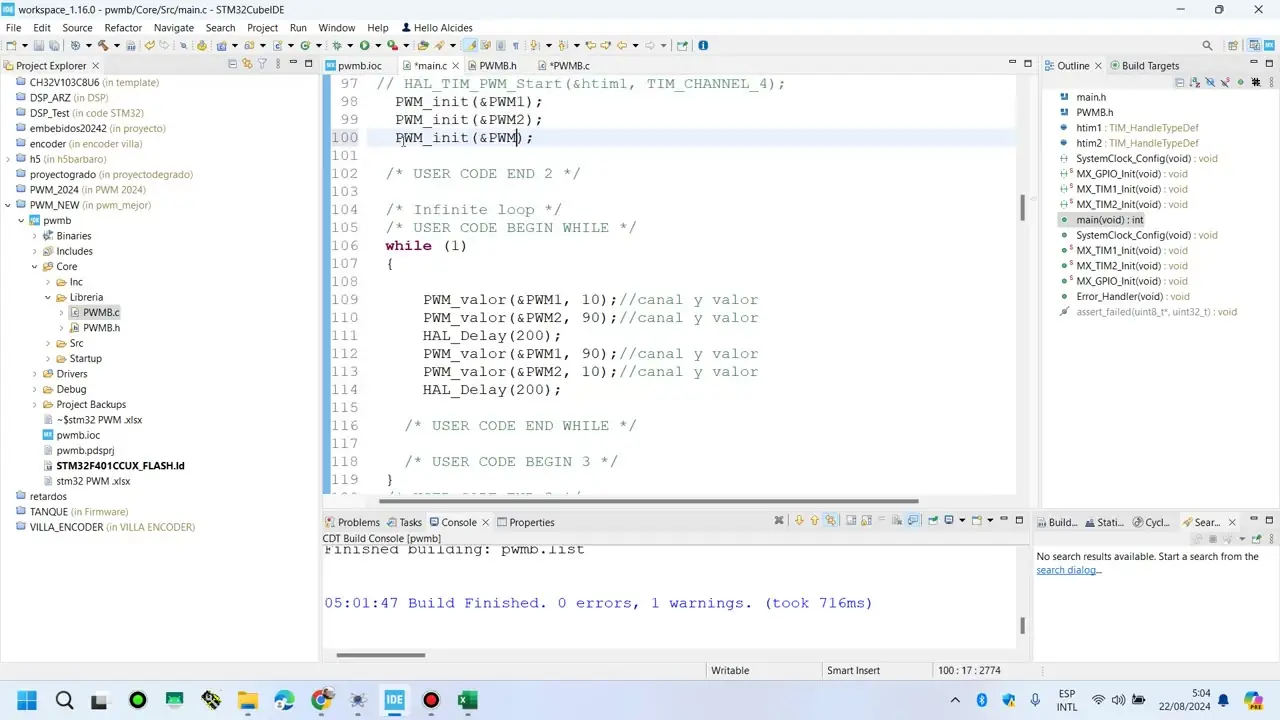 workspace_1.16.0 - pwmb/Core/Src/main.c - STM32CubeIDE
File Edit Source Refactor Navigate Search Project Run Window Help Hello Alcides
Project Explorer
CH32V103C8U6 (in template)
DSP_ARZ (in DSP)
DSP_Test (in code STM32)
embebidos20242 (in proyecto)
encoder (in encoder villa)
h5 (in h5barbaro)
proyectogrado (in proyectodegrado)
PWM_2024 (in PWM 2024)
PWM_NEW (in pwm_mejor)
pwmb
Binaries
Includes
Core
Inc
Libreria
PWMB.c
PWMB.h
Src
Startup
Drivers
Debug
Project Backups
~$stm32 PWM .xlsx
pwmb.ioc
pwmb.pdsprj
STM32F401CCUX_FLASH.ld
stm32 PWM .xlsx
retardos
TANQUE (in Firmware)
VILLA_ENCODER (in VILLA ENCODER)
pwmb.ioc *main.c PWMB.h *PWMB.c
97 // HAL_TIM_PWM_Start(&htim1, TIM_CHANNEL_4);
98 PWM_init(&PWM1);
99 PWM_init(&PWM2);
100 PWM_init(&PWM);
101
102 /* USER CODE END 2 */
103
104 /* Infinite loop */
105 /* USER CODE BEGIN WHILE */
106 while (1)
107 {
108
109 PWM_valor(&PWM1, 10);//canal y valor
110 PWM_valor(&PWM2, 90);//canal y valor
111 HAL_Delay(200);
112 PWM_valor(&PWM1, 90);//canal y valor
113 PWM_valor(&PWM2, 10);//canal y valor
114 HAL_Delay(200);
115
116 /* USER CODE END WHILE */
117
118 /* USER CODE BEGIN 3 */
119 }
Problems Tasks Console Properties
CDT Build Console [pwmb]
Finished building: pwmb.list
05:01:47 Build Finished. 0 errors, 1 warnings. (took 716ms)
Outline Build Targets
main.h
PWMB.h
htim1 : TIM_HandleTypeDef
htim2 : TIM_HandleTypeDef
SystemClock_Config(void) : void
MX_GPIO_Init(void) : void
MX_TIM1_Init(void) : void
MX_TIM2_Init(void) : void
main(void) : int
SystemClock_Config(void) : void
MX_TIM1_Init(void) : void
MX_TIM2_Init(void) : void
MX_GPIO_Init(void) : void
Error_Handler(void) : void
assert_failed(uint8_t*, uint32_t) : void
Build... Stati... Cycl... Sear...
No search results available. Start a search from the
search dialog...
Writable Smart Insert 100 : 17 : 2774
IDE
ESP
INTL
5:04
22/08/2024